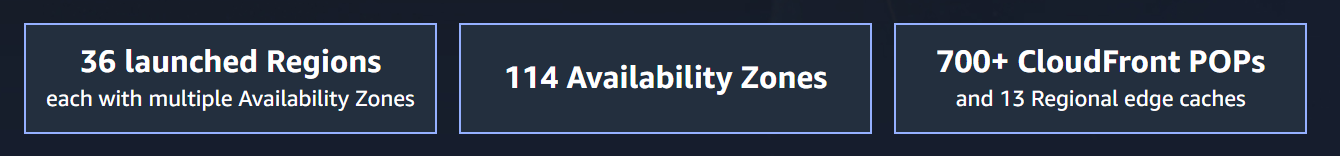 36 launched Regions
each with multiple Availability Zones
114 Availability Zones
700+ CloudFront POPs
and 13 Regional edge caches